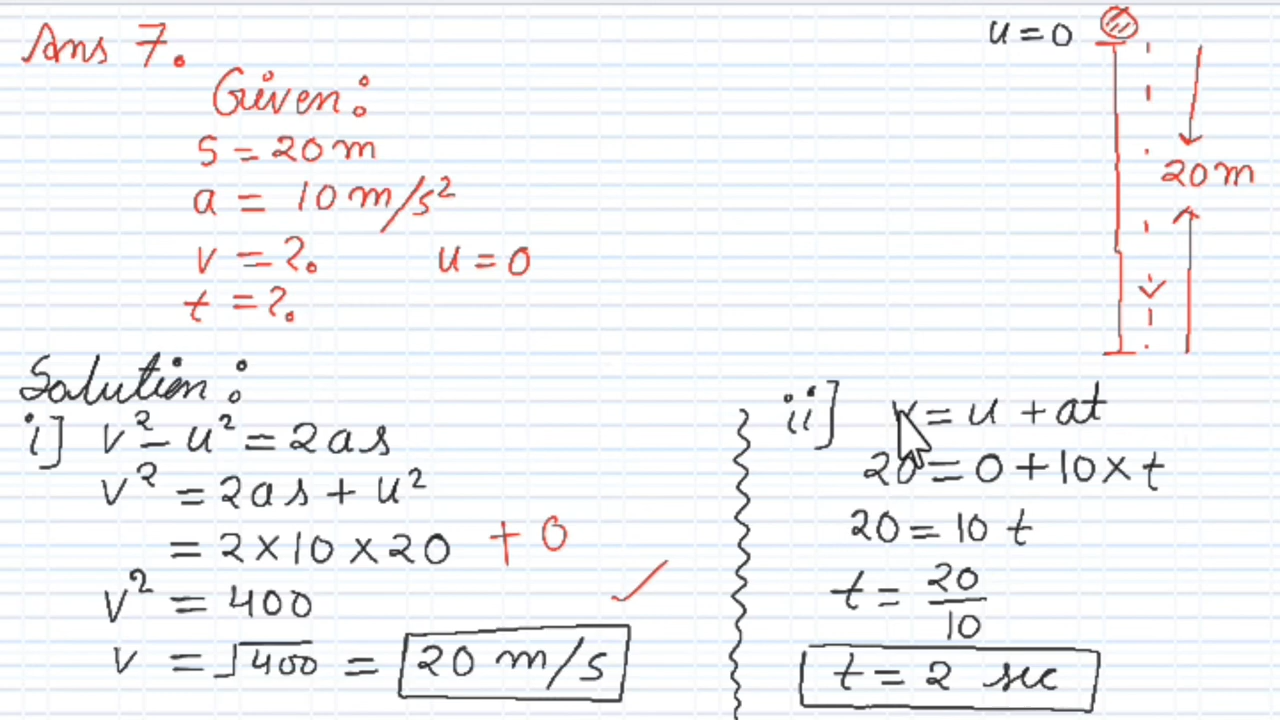 Ans 7.
Given:
s = 20 m
a = 10 m/s²
v = ?. u = 0
t = ?.
u = 0
20 m
Solution:
i] v² - u² = 2as
v² = 2as + u²
= 2 × 10 × 20 + 0
v² = 400
v = √400 = 20 m/s
ii] v = u + at
20 = 0 + 10 × t
20 = 10 t
t = 20/10
t = 2 sec